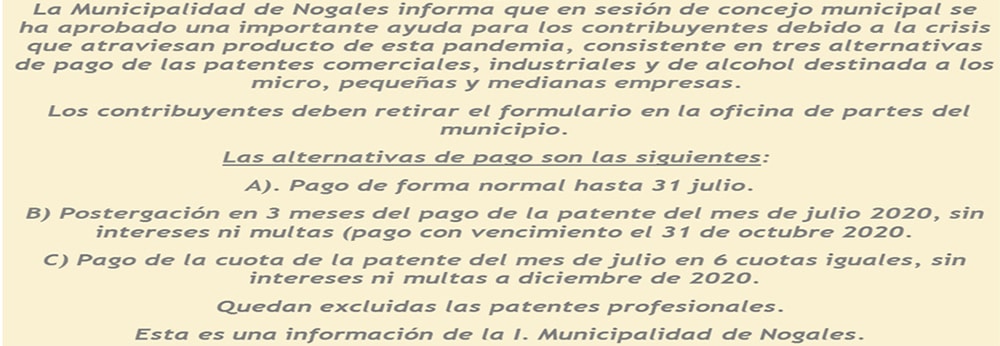 La Municipalidad de Nogales informa que en sesión de concejo municipal se
ha aprobado una importante ayuda para los contribuyentes debido a la crisis
que atraviesan producto de esta pandemia, consistente en tres alternativas
de pago de las patentes comerciales, industriales y de alcohol destinada a los
micro, pequeñas y medianas empresas.
Los contribuyentes deben retirar el formulario en la oficina de partes del
municipio.
Las alternativas de pago son las siguientes:
A). Pago de forma normal hasta 31 julio.
B) Postergación en 3 meses del pago de la patente del mes de julio 2020, sin
intereses ni multas (pago con vencimiento el 31 de octubre 2020.
C) Pago de la cuota de la patente del mes de julio en 6 cuotas iguales, sin
intereses ni multas a diciembre de 2020.
Quedan excluidas las patentes profesionales.
Esta es una información de la I. Municipalidad de Nogales.